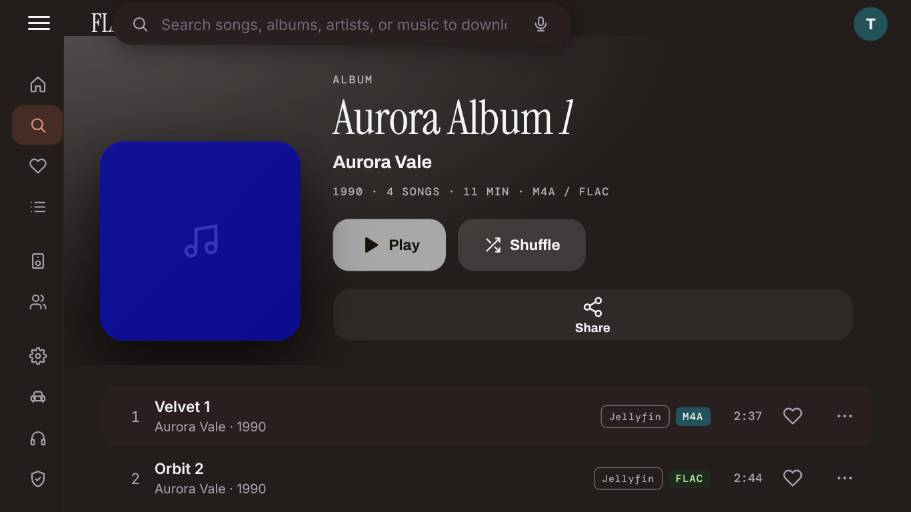 FL
Search songs, albums, artists, or music to downl
T
ALBUM
Aurora Album 1
Aurora Vale
1990 · 4 SONGS · 11 MIN · M4A / FLAC
Play
Shuffle
Share
1
Velvet 1
Aurora Vale · 1990
Jellyfin
M4A
2:37
2
Orbit 2
Aurora Vale · 1990
Jellyfin
FLAC
2:44